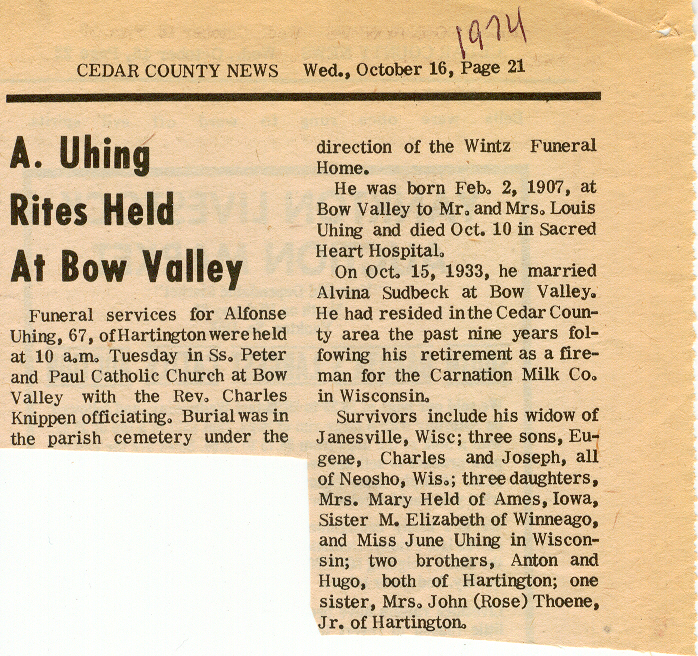 1974
CEDAR COUNTY NEWS Wed., October 16, Page 21
A. Uhing
Rites Held
At Bow Valley
Funeral services for Alfonse
Uhing, 67, of Hartington were held
at 10 a.m. Tuesday in Ss. Peter
and Paul Catholic Church at Bow
Valley with the Rev. Charles
Knippen officiating. Burial was in
the parish cemetery under the
direction of the Wintz Funeral
Home.
He was born Feb. 2, 1907, at
Bow Valley to Mr. and Mrs. Louis
Uhing and died Oct. 10 in Sacred
Heart Hospital.
On Oct. 15, 1933, he married
Alvina Sudbeck at Bow Valley.
He had resided in the Cedar Coun-
ty area the past nine years fol-
lowing his retirement as a fire-
man for the Carnation Milk Co.
in Wisconsin.
Survivors include his widow of
Janesville, Wisc; three sons, Eu-
gene, Charles and Joseph, all
of Neosho, Wis.; three daughters,
Mrs. Mary Held of Ames, Iowa,
Sister M. Elizabeth of Winneago,
and Miss June Uhing in Wiscon-
sin; two brothers, Anton and
Hugo, both of Hartington; one
sister, Mrs. John (Rose) Thoene,
Jr. of Hartington.